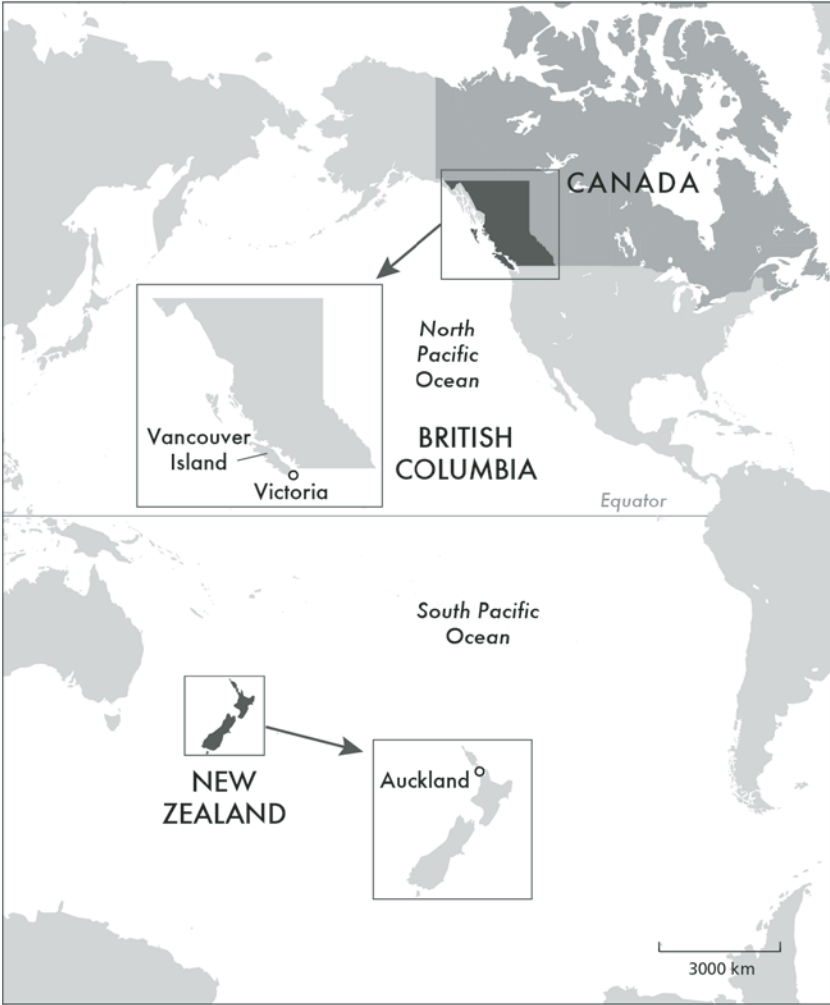 CANADA
North
Pacific
Ocean
BRITISH
COLUMBIA
Vancouver
Island
Victoria
Equator
South Pacific
Ocean
NEW
ZEALAND
Auckland
3000 km